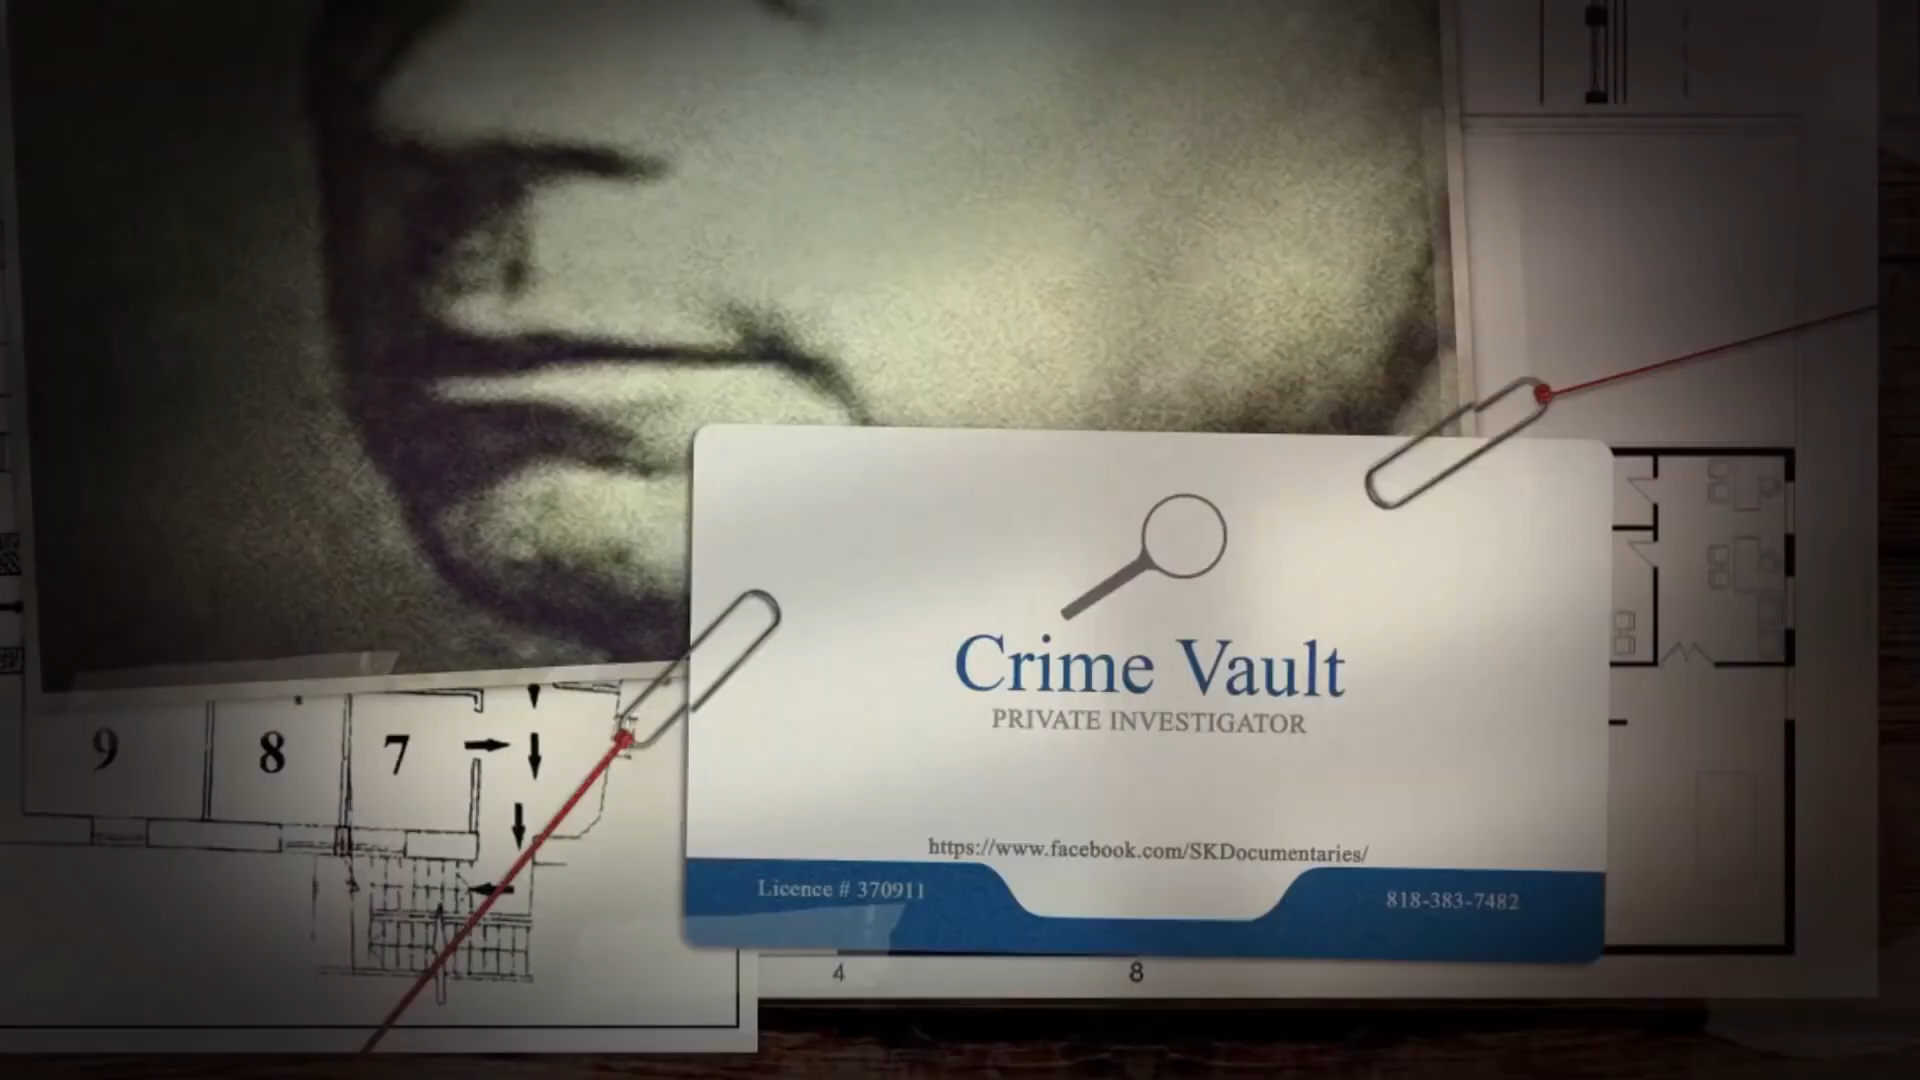 Crime Vault
PRIVATE INVESTIGATOR
https://www.facebook.com/SKDocumentaries/
Licence # 370911
818-383-7482
9
8
7
4
8